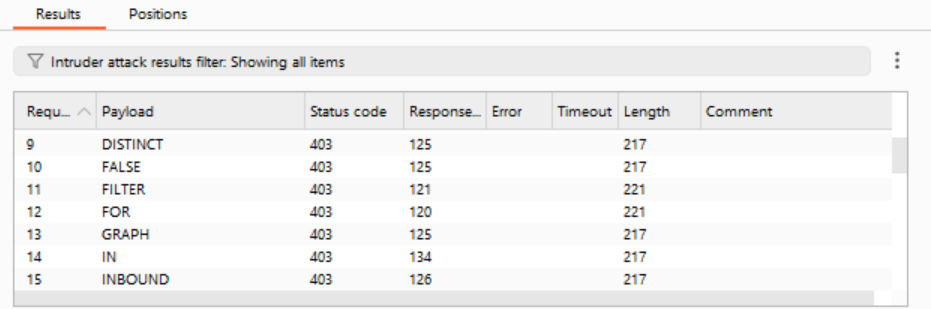 Results Positions
Intruder attack results filter: Showing all items
Requ... Payload Status code Response... Error Timeout Length Comment
9 DISTINCT 403 125 217
10 FALSE 403 125 217
11 FILTER 403 121 221
12 FOR 403 120 221
13 GRAPH 403 125 217
14 IN 403 134 217
15 INBOUND 403 126 217